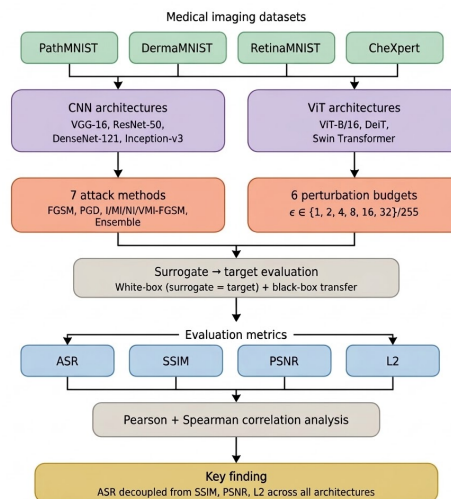 Medical imaging datasets
PathMNIST
DermaMNIST
RetinaMNIST
CheXpert
CNN architectures
VGG-16, ResNet-50,
DenseNet-121, Inception-v3
ViT architectures
ViT-B/16, DeiT,
Swin Transformer
7 attack methods
FGSM, PGD, I/MI/NI/VMI-FGSM,
Ensemble
6 perturbation budgets
ϵ ∈ {1, 2, 4, 8, 16, 32}/255
Surrogate → target evaluation
White-box (surrogate = target) + black-box transfer
Evaluation metrics
ASR
SSIM
PSNR
L2
Pearson + Spearman correlation analysis
Key finding
ASR decoupled from SSIM, PSNR, L2 across all architectures